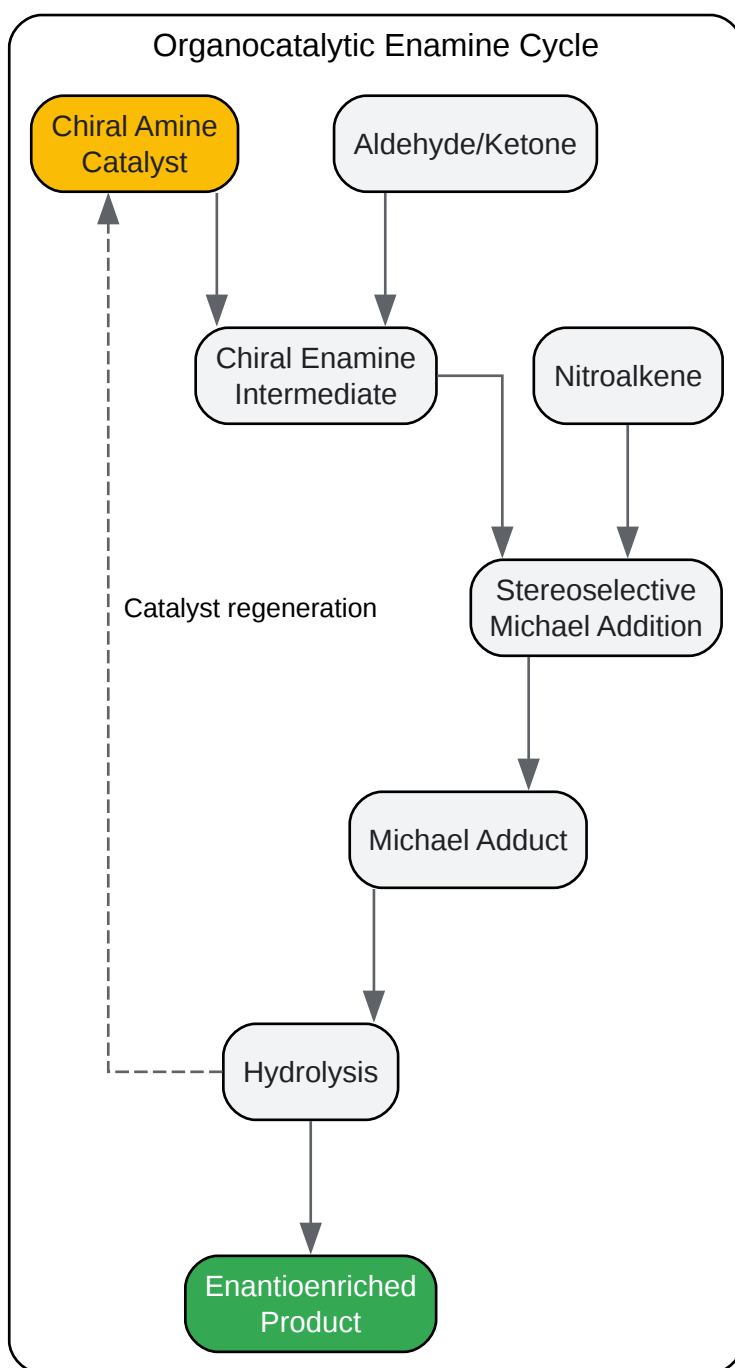 Organocatalytic Enamine Cycle
Chiral Amine
Catalyst
Aldehyde/Ketone
Chiral Enamine
Intermediate
Nitroalkene
Stereoselective
Michael Addition
Catalyst regeneration
Michael Adduct
Hydrolysis
Enantioenriched
Product